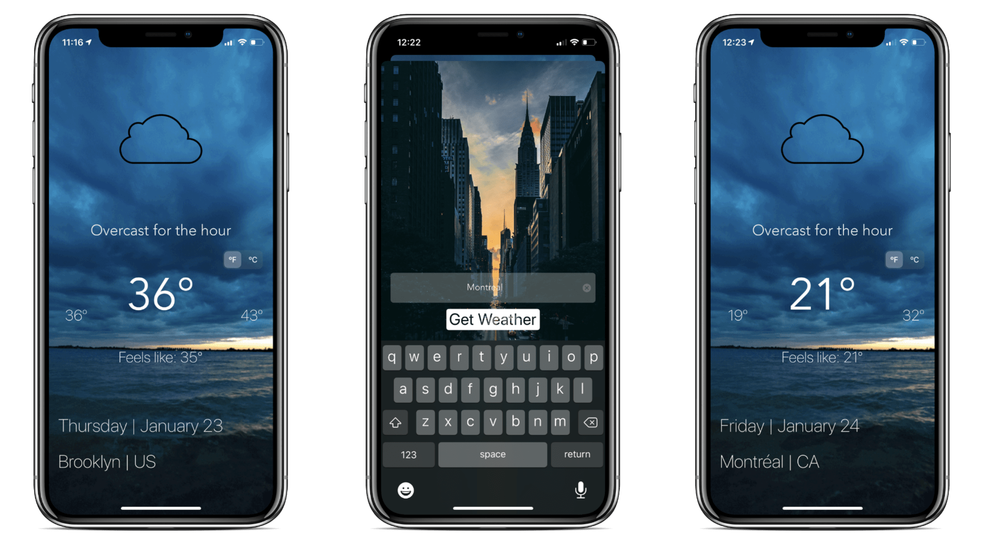 11:16
Overcast for the hour
°F °C
36°
36° 43°
Feels like: 35°
Thursday | January 23
Brooklyn | US
12:22
Montreal
Get Weather
q w e r t y u i o p
a s d f g h j k l
z x c v b n m
123 space return
12:23
Overcast for the hour
°F °C
21°
19° 32°
Feels like: 21°
Friday | January 24
Montréal | CA